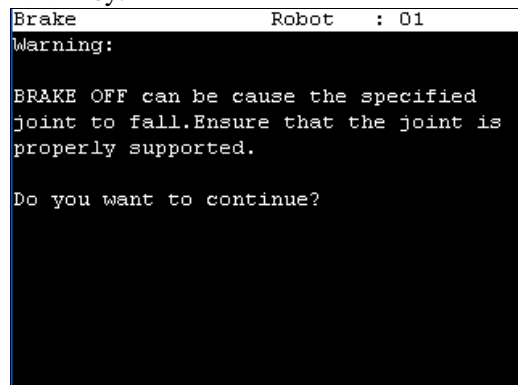 Brake Robot : 01
Warning:
BRAKE OFF can be cause the specified
joint to fall.Ensure that the joint is
properly supported.
Do you want to continue?